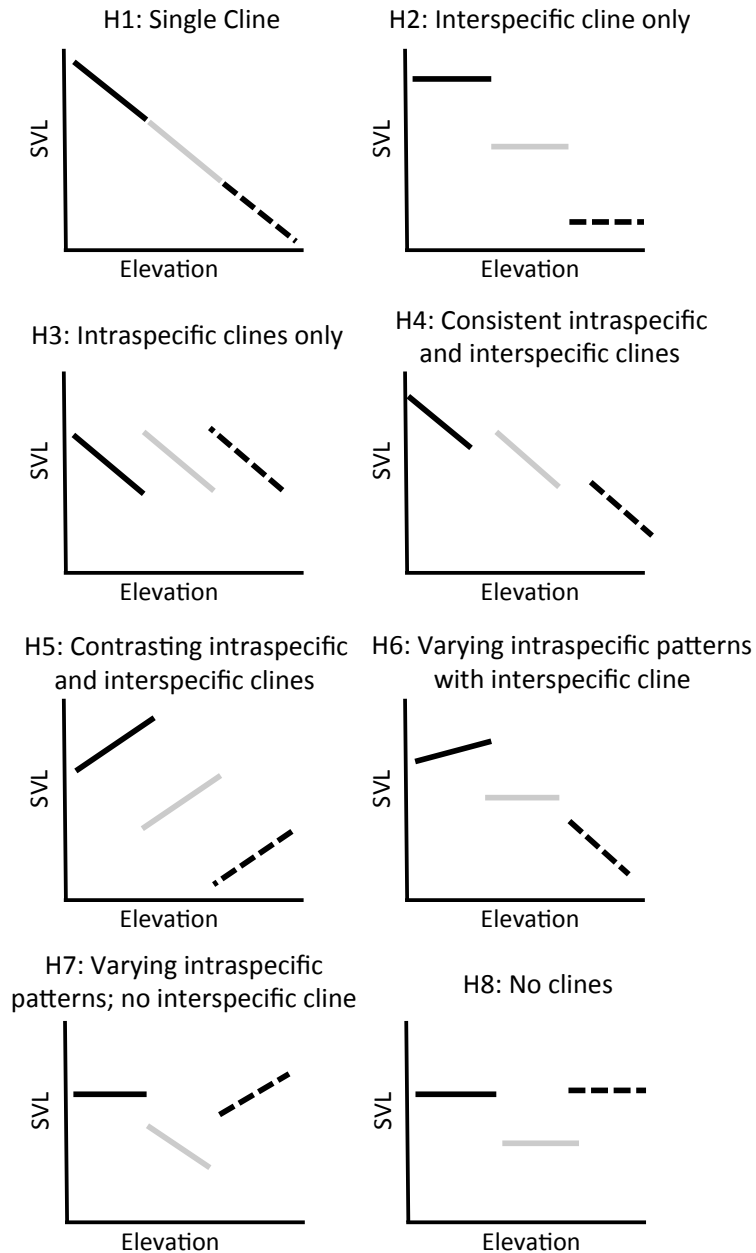 H1: Single Cline
SVL
Elevation
H2: Interspecific cline only
SVL
Elevation
H3: Intraspecific clines only
SVL
Elevation
H4: Consistent intraspecific
and interspecific clines
SVL
Elevation
H5: Contrasting intraspecific
and interspecific clines
SVL
Elevation
H6: Varying intraspecific patterns
with interspecific cline
SVL
Elevation
H7: Varying intraspecific
patterns; no interspecific cline
SVL
Elevation
H8: No clines
SVL
Elevation